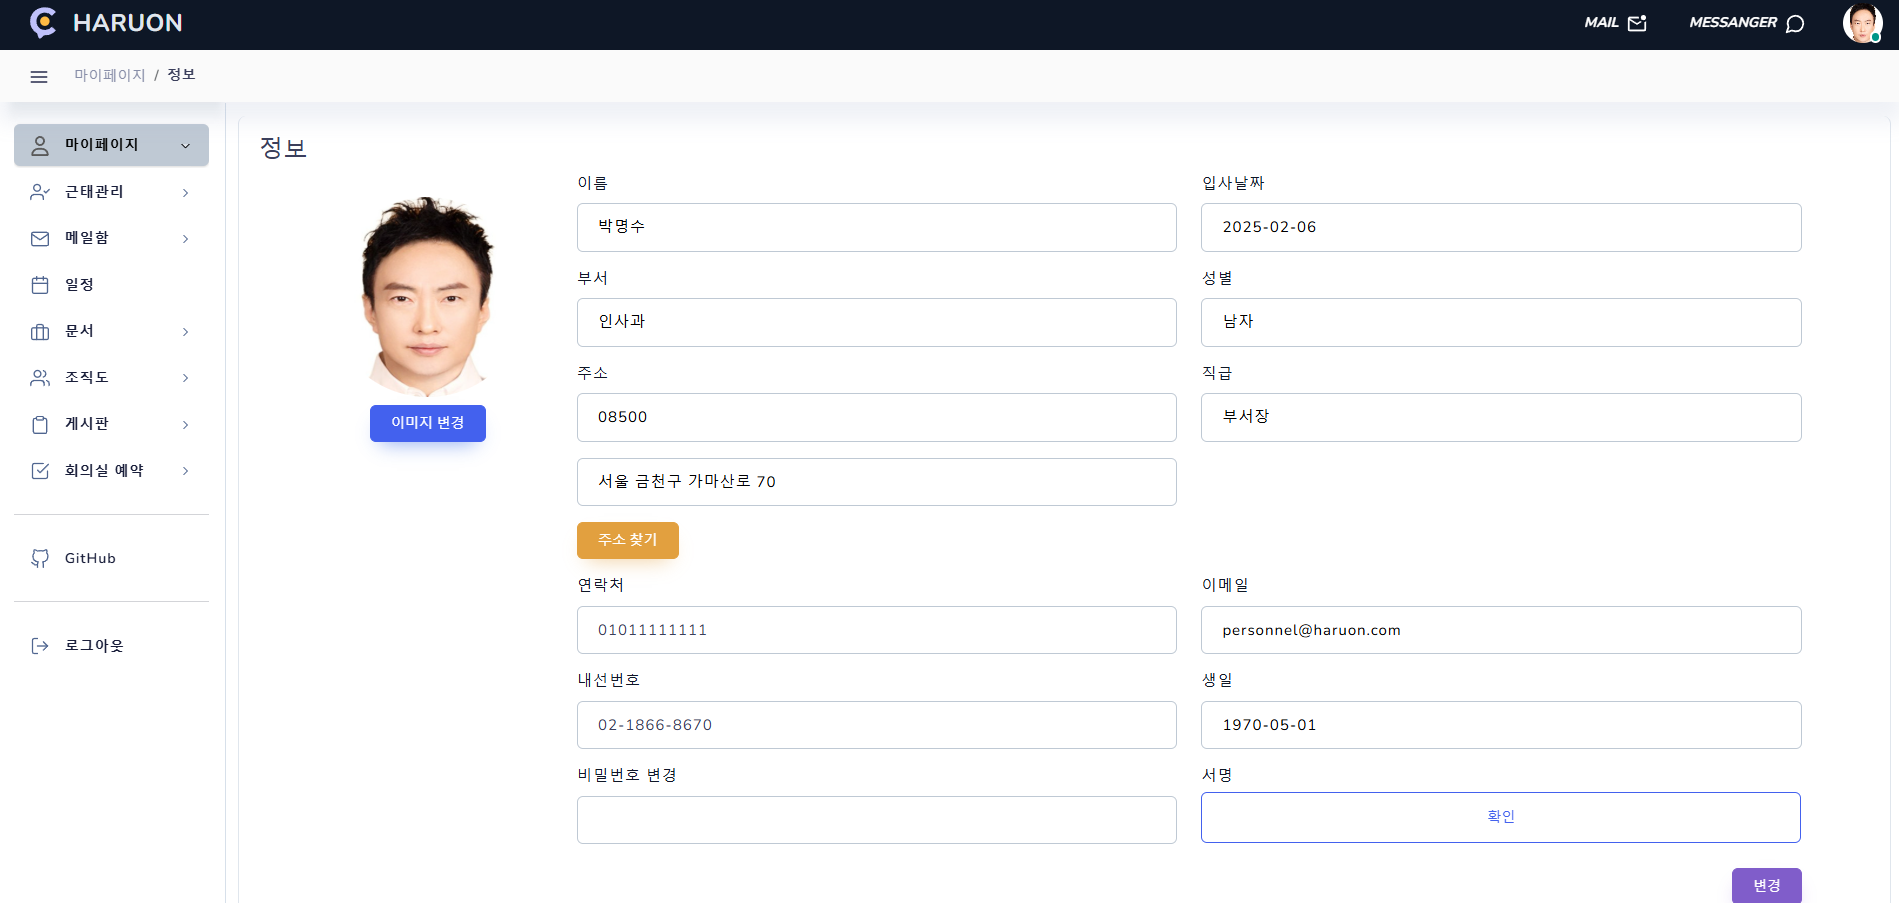 HARUON
MAIL
MESSANGER
마이페이지 / 정보
마이페이지
근태관리
메일함
일정
문서
조직도
게시판
회의실 예약
GitHub
로그아웃
정보
이미지 변경
이름
박명수
입사날짜
2025-02-06
부서
인사과
성별
남자
주소
08500
직급
부서장
서울 금천구 가마산로 70
주소 찾기
연락처
01011111111
이메일
personnel@haruon.com
내선번호
02-1866-8670
생일
1970-05-01
비밀번호 변경
서명
확인
변경